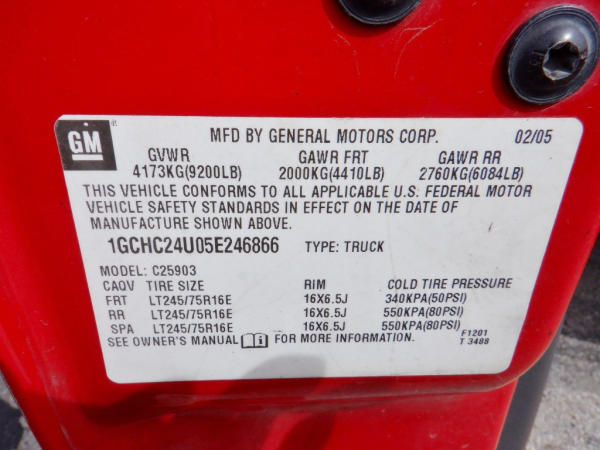 GM®
MFD BY GENERAL MOTORS CORP. 02/05
GVWR GAWR FRT GAWR RR
4173KG(9200LB) 2000KG(4410LB) 2760KG(6084LB)
THIS VEHICLE CONFORMS TO ALL APPLICABLE U.S. FEDERAL MOTOR
VEHICLE SAFETY STANDARDS IN EFFECT ON THE DATE OF
MANUFACTURE SHOWN ABOVE.
1GCHC24U05E246866 TYPE: TRUCK
MODEL: C25903
CAQV TIRE SIZE RIM COLD TIRE PRESSURE
FRT LT245/75R16E 16X6.5J 340KPA(50PSI)
RR LT245/75R16E 16X6.5J 550KPA(80PSI)
SPA LT245/75R16E 16X6.5J 550KPA(80PSI)
SEE OWNER'S MANUAL FOR MORE INFORMATION.
F1201
T 3488